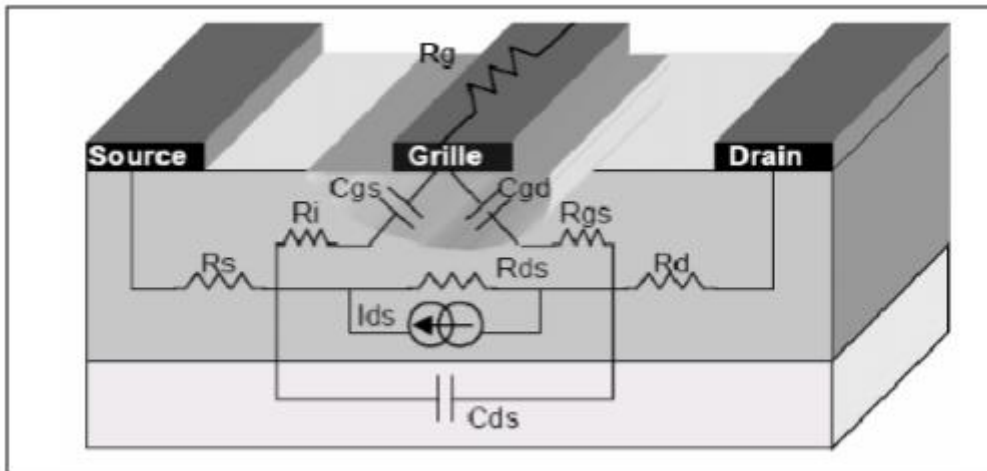 Rg
Source
Grille
Drain
Cgs
Cgd
Ri
Rgs
Rs
Rds
Rd
Ids
Cds